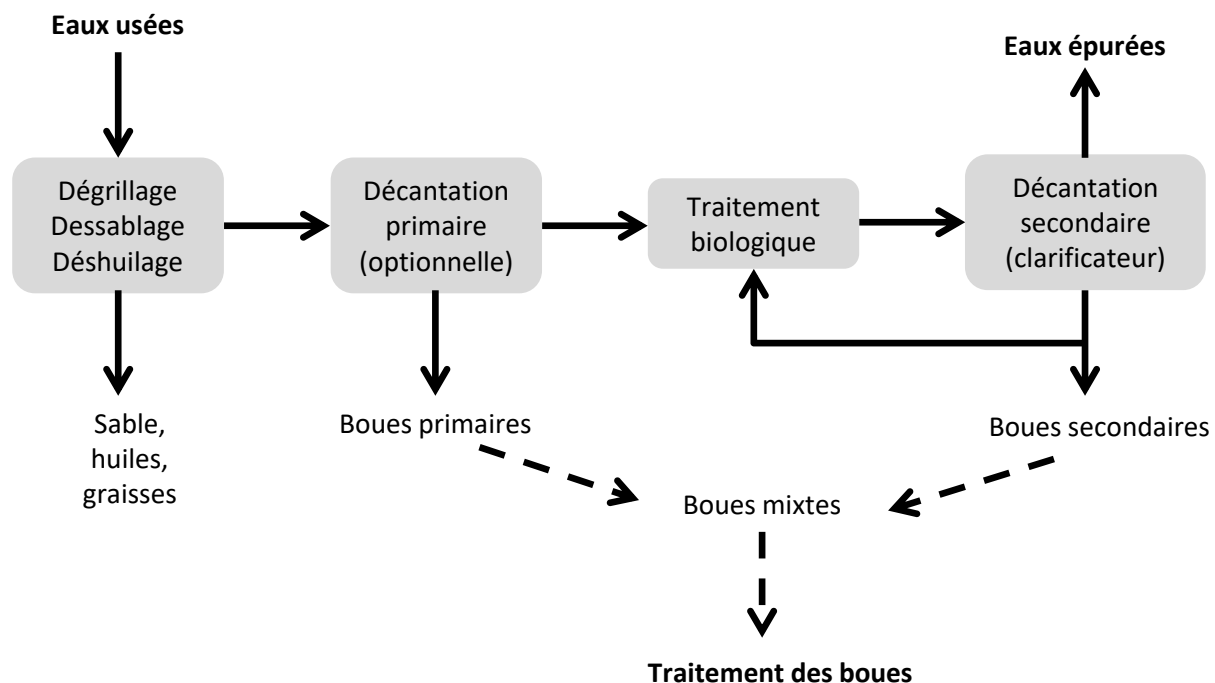 Eaux usées
Eaux épurées
Dégrillage
Dessablage
Déshuilage
Décantation
primaire
(optionnelle)
Traitement
biologique
Décantation
secondaire
(clarificateur)
Sable,
huiles,
graisses
Boues primaires
Boues secondaires
Boues mixtes
Traitement des boues